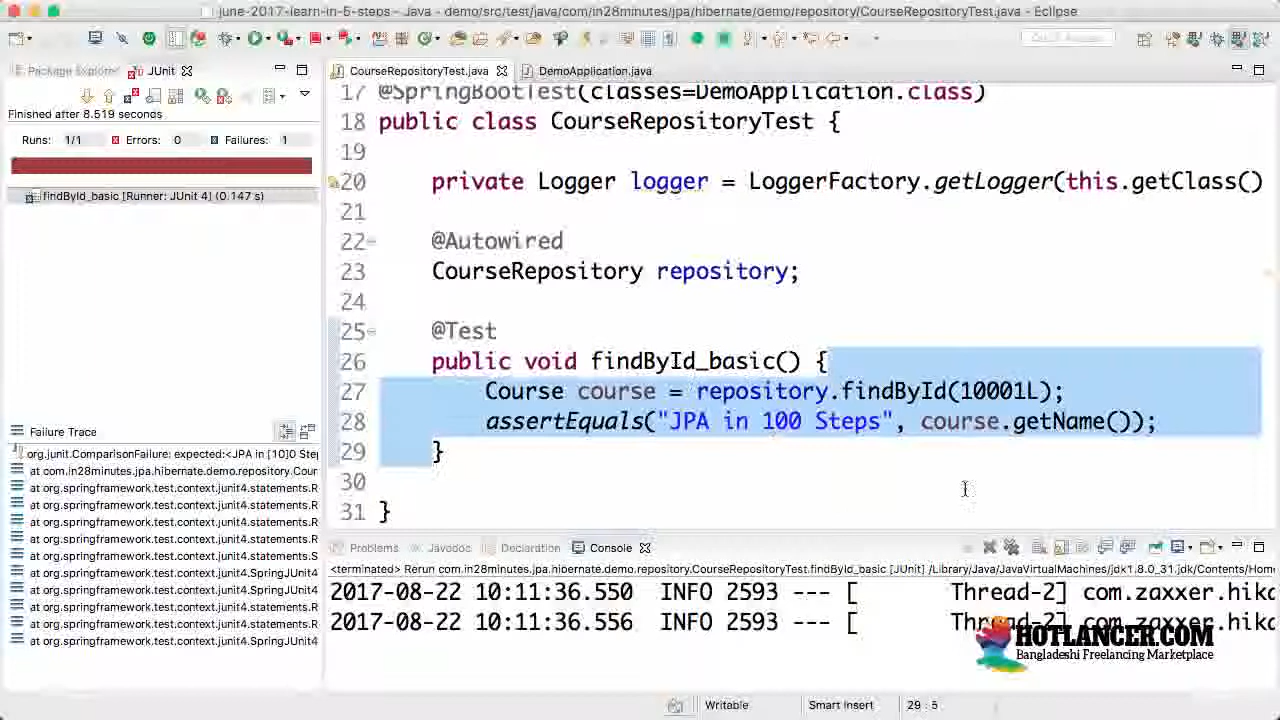 june-2017-learn-in-5-steps - Java - demo/src/test/java/com/in28minutes/jpa/hibernate/demo/repository/CourseRepositoryTest.java - Eclipse
Quick Access
Package Explorer JUnit
CourseRepositoryTest.java DemoApplication.java
Finished after 8.519 seconds
Runs: 1/1 Errors: 0 Failures: 1
findById_basic [Runner: JUnit 4] (0.147 s)
17 @SpringBootTest(classes=DemoApplication.class)
18 public class CourseRepositoryTest {
19
20 private Logger logger = LoggerFactory.getLogger(this.getClass()
21
22 @Autowired
23 CourseRepository repository;
24
25 @Test
26 public void findById_basic() {
27 Course course = repository.findById(10001L);
28 assertEquals("JPA in 100 Steps", course.getName());
29 }
30
31 }
Failure Trace
org.junit.ComparisonFailure: expected:<JPA in [10]0 Step
at com.in28minutes.jpa.hibernate.demo.repository.Cour
at org.springframework.test.context.junit4.statements.R
at org.springframework.test.context.junit4.statements.R
at org.springframework.test.context.junit4.statements.R
at org.springframework.test.context.junit4.statements.R
at org.springframework.test.context.junit4.statements.S
at org.springframework.test.context.junit4.SpringJUnit4
at org.springframework.test.context.junit4.SpringJUnit4
at org.springframework.test.context.junit4.statements.R
at org.springframework.test.context.junit4.statements.R
at org.springframework.test.context.junit4.SpringJUnit4
Problems Javadoc Declaration Console
<terminated> Rerun com.in28minutes.jpa.hibernate.demo.repository.CourseRepositoryTest.findById_basic [JUnit] /Library/Java/JavaVirtualMachines/jdk1.8.0_31.jdk/Contents/Home
2017-08-22 10:11:36.550 INFO 2593 --- [ Thread-2] com.zaxxer.hika
2017-08-22 10:11:36.556 INFO 2593 --- [ Thread-2] com.zaxxer.hika
HOTLANCER.COM
Bangladeshi Freelancing Marketplace
Writable Smart Insert 29 : 5